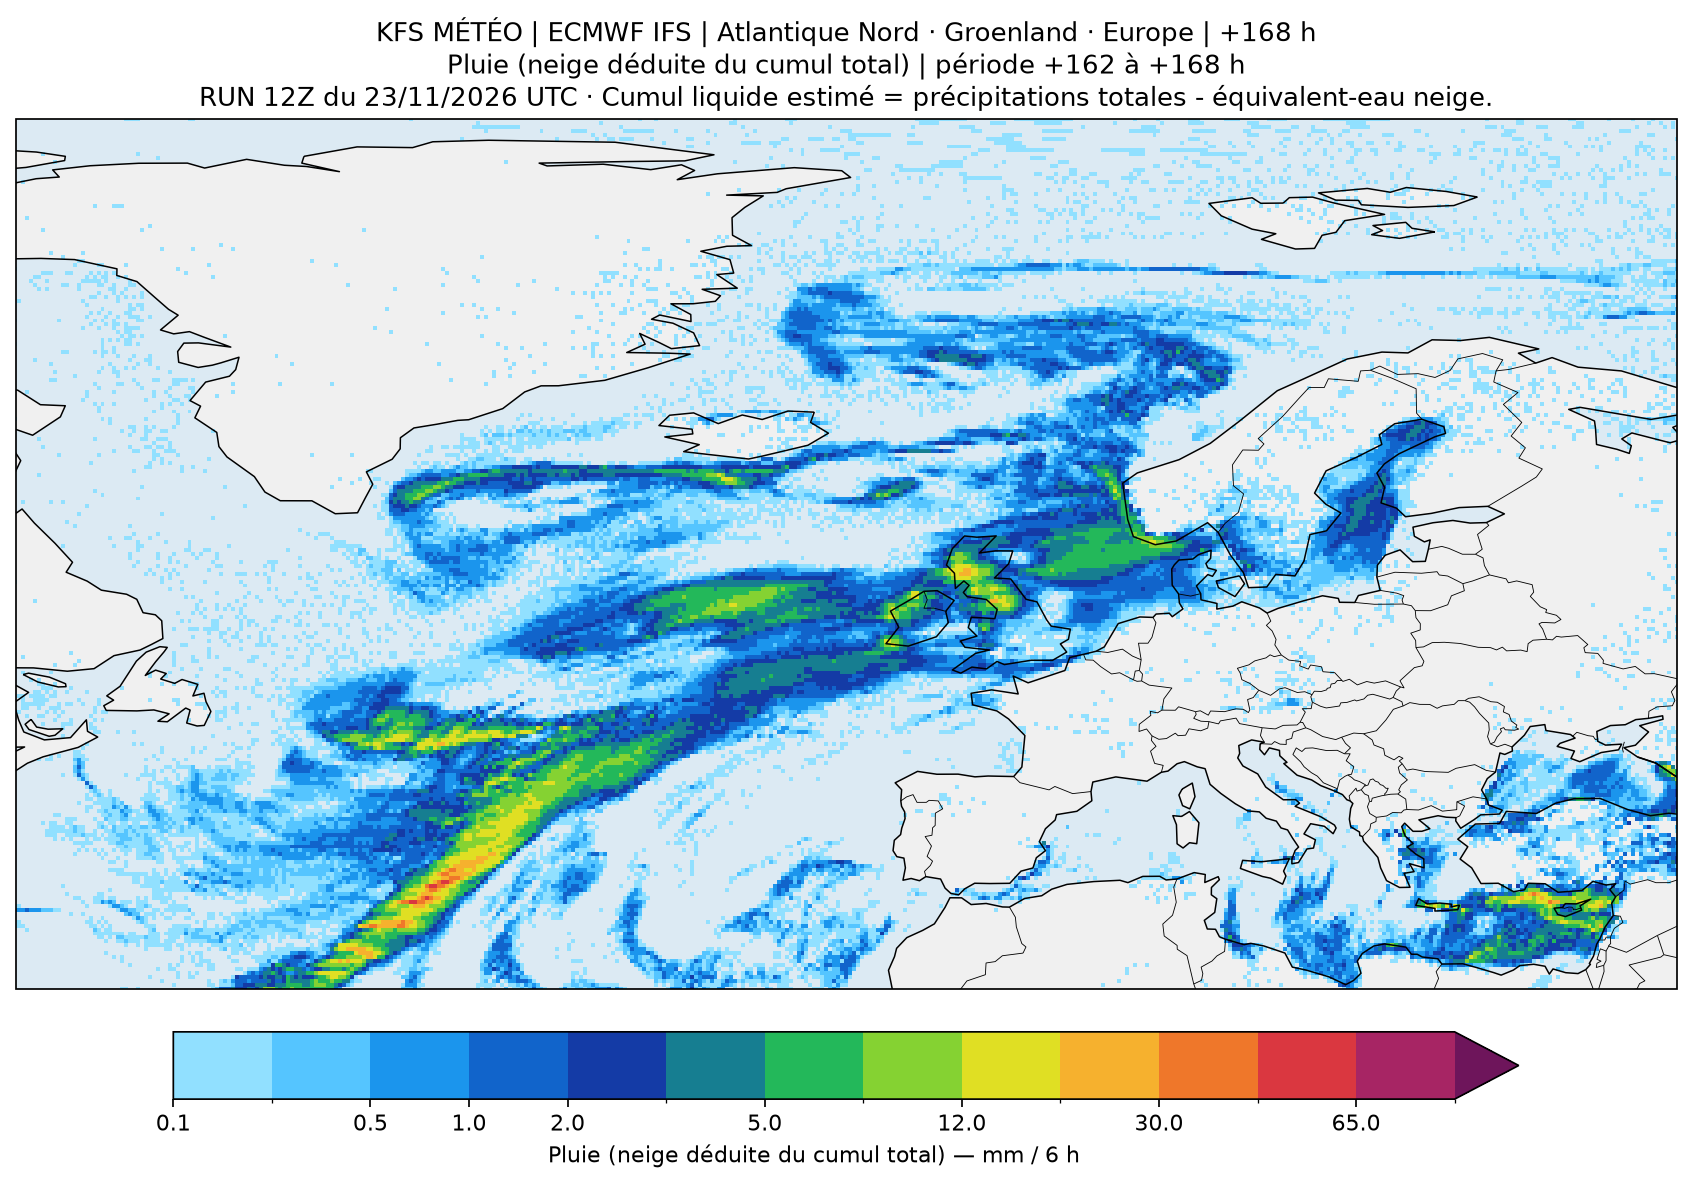 KFS MÉTÉO | ECMWF IFS | Atlantique Nord · Groenland · Europe | +168 h
Pluie (neige déduite du cumul total) | période +162 à +168 h
RUN 12Z du 23/11/2026 UTC · Cumul liquide estimé = précipitations totales - équivalent-eau neige.
0.1 0.5 1.0 2.0 5.0 12.0 30.0 65.0
Pluie (neige déduite du cumul total) — mm / 6 h